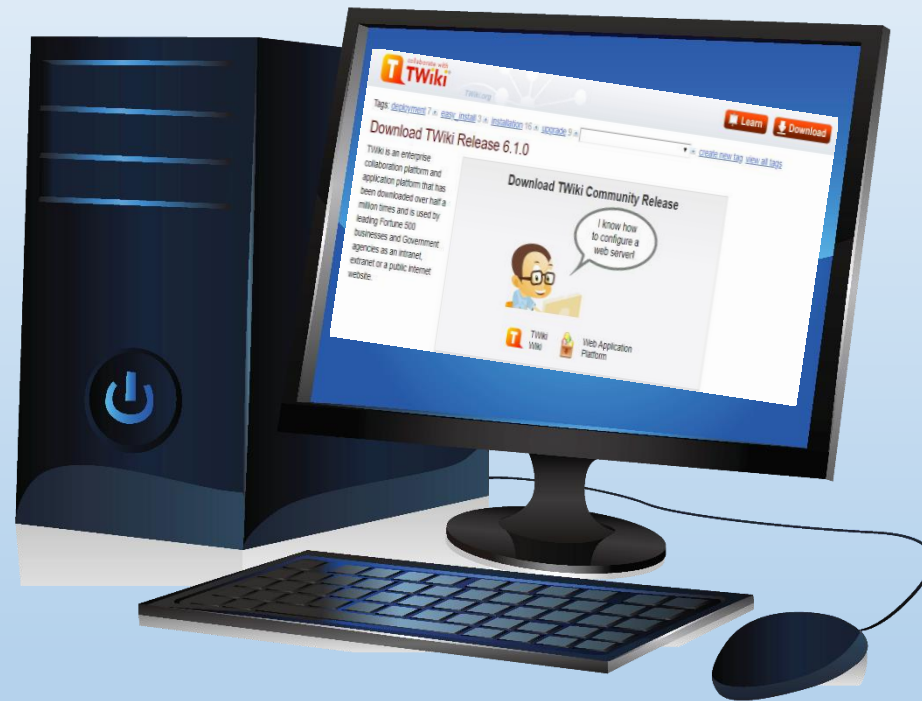 collaborate with
TWiki
TWiki.org
Learn
Download
Tags: deployment 7 easy_install 3 installation 16 upgrade 9 create new tag view all tags
Download TWiki Release 6.1.0
TWiki is an enterprise
collaboration platform and
application platform that has
been downloaded over half a
million times and is used by
leading Fortune 500
businesses and Government
agencies as an intranet,
extranet or a public internet
website.
Download TWiki Community Release
I know how
to configure a
web server!
TWiki
Wiki
Web Application
Platform